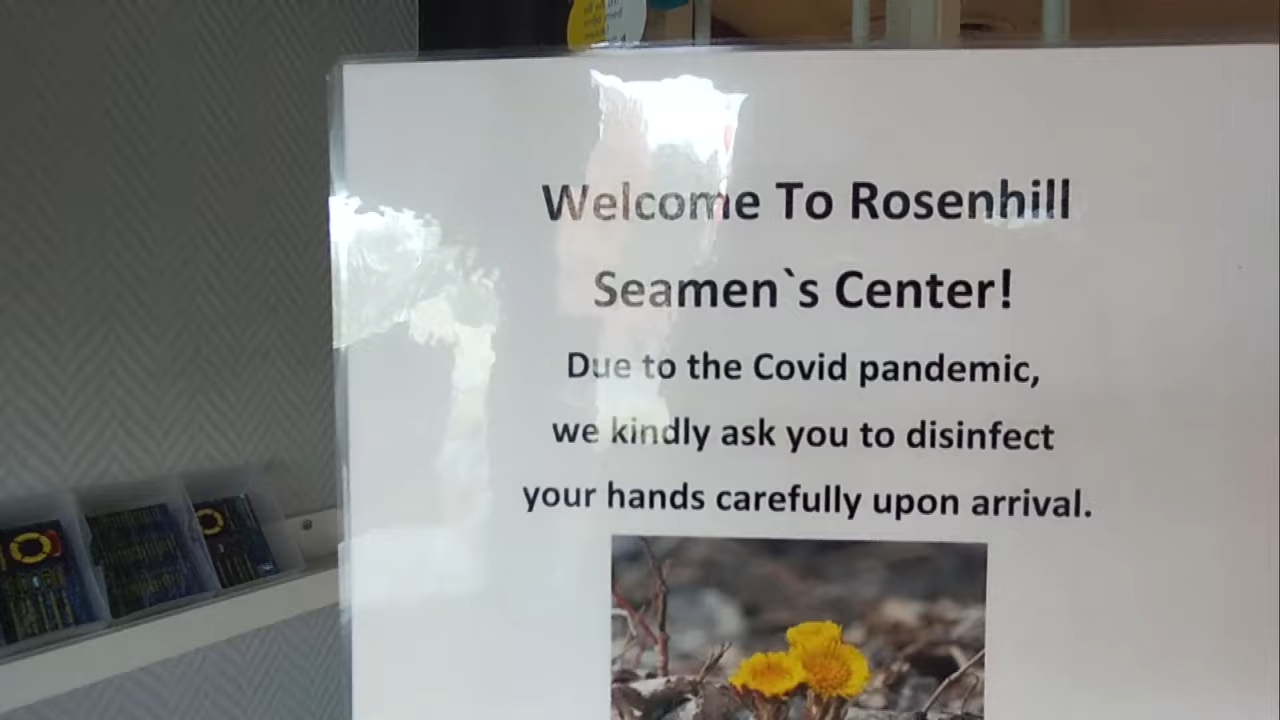 Welcome To Rosenhill
Seamen`s Center!
Due to the Covid pandemic,
we kindly ask you to disinfect
your hands carefully upon arrival.